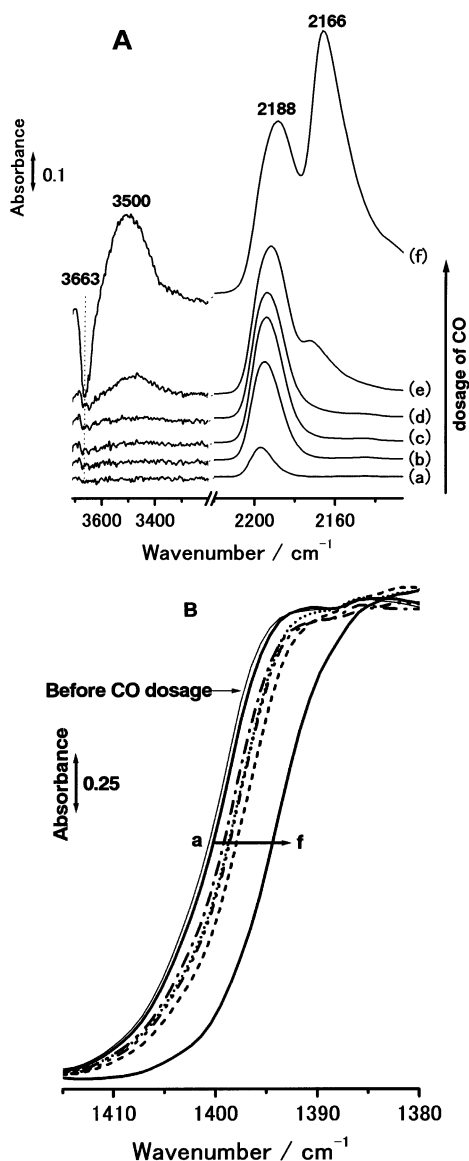 A
2166
2188
Absorbance
0.1
3500
3663
(f)
dosage of CO
(e)
(d)
(c)
(b)
(a)
3600 3400 2200 2160
Wavenumber / cm⁻¹
B
Before CO dosage
Absorbance
0.25
a f
1410 1400 1390 1380
Wavenumber / cm⁻¹